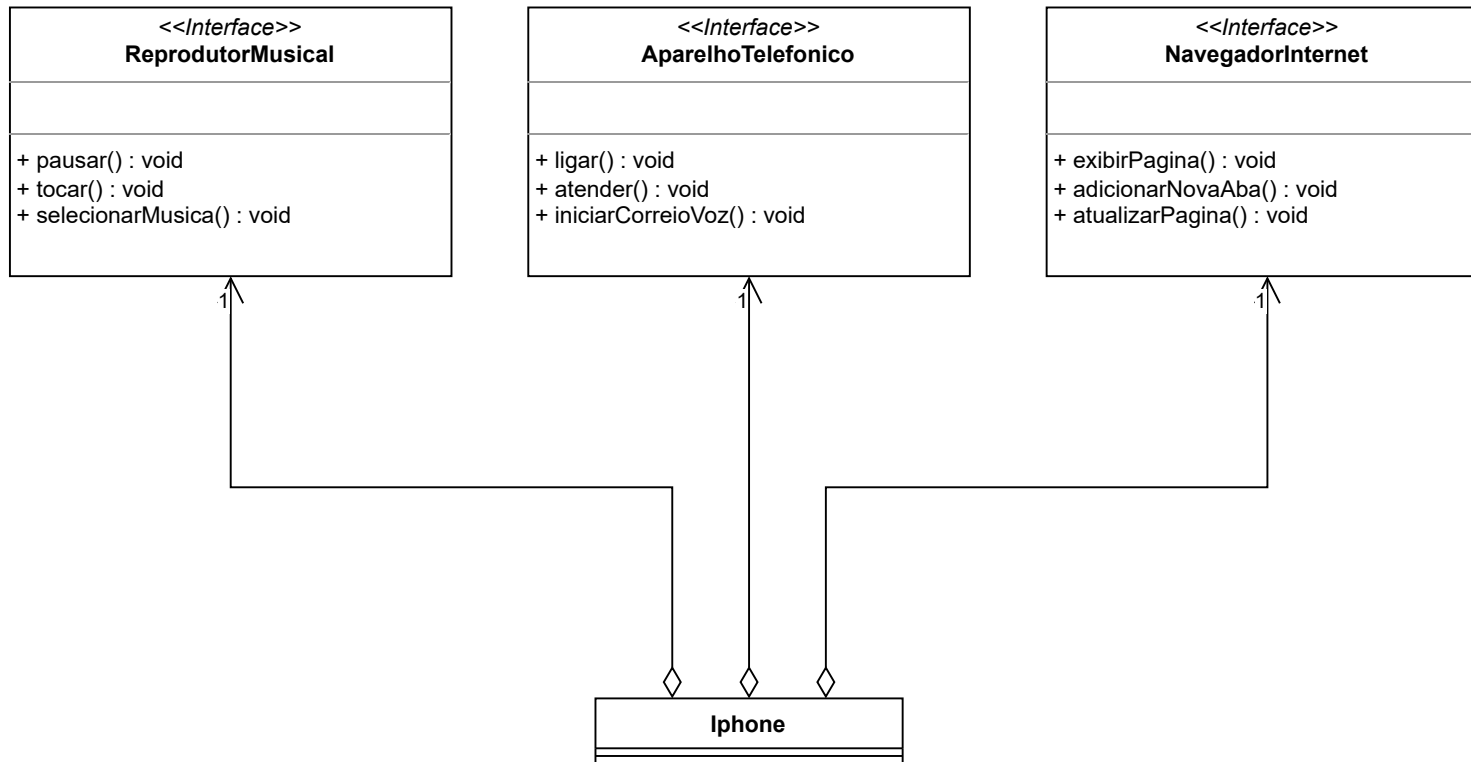 <<Interface>>
ReprodutorMusical
+ pausar() : void
+ tocar() : void
+ selecionarMusica() : void
<<Interface>>
AparelhoTelefonico
+ ligar() : void
+ atender() : void
+ iniciarCorreioVoz() : void
<<Interface>>
NavegadorInternet
+ exibirPagina() : void
+ adicionarNovaAba() : void
+ atualizarPagina() : void
1
1
1
Iphone